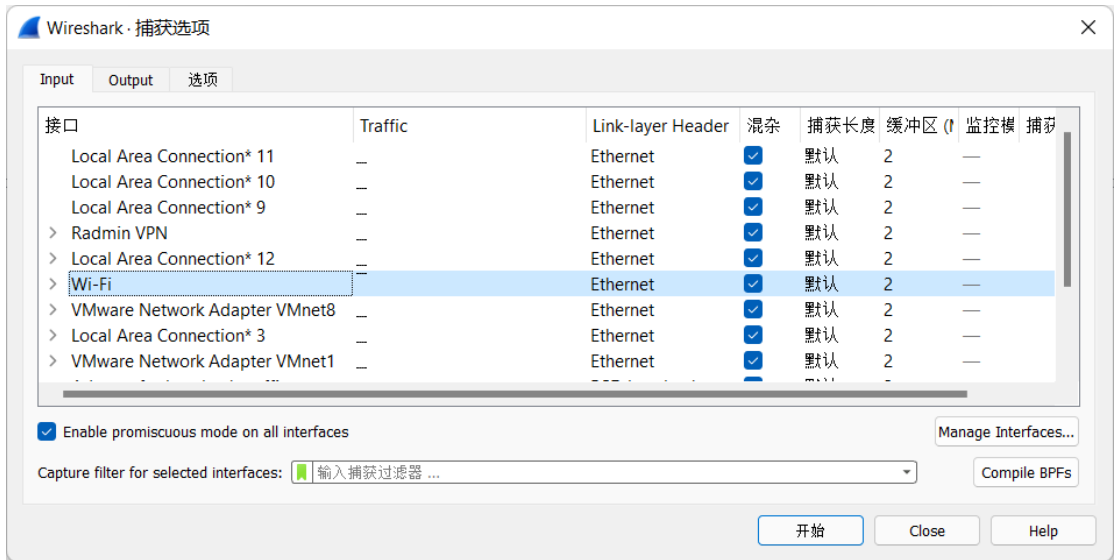 Wireshark · 捕获选项
Input Output 选项
接口 Traffic Link-layer Header 混杂 捕获长度 缓冲区 (M 监控模 捕获
Local Area Connection* 11 _ Ethernet 默认 2 —
Local Area Connection* 10 _ Ethernet 默认 2 —
Local Area Connection* 9 _ Ethernet 默认 2 —
Radmin VPN _ Ethernet 默认 2 —
Local Area Connection* 12 _ Ethernet 默认 2 —
Wi-Fi Ethernet 默认 2 —
VMware Network Adapter VMnet8 _ Ethernet 默认 2 —
Local Area Connection* 3 _ Ethernet 默认 2 —
VMware Network Adapter VMnet1 _ Ethernet 默认 2 —
Enable promiscuous mode on all interfaces
Manage Interfaces...
Capture filter for selected interfaces: 输入捕获过滤器 ...
Compile BPFs
开始 Close Help